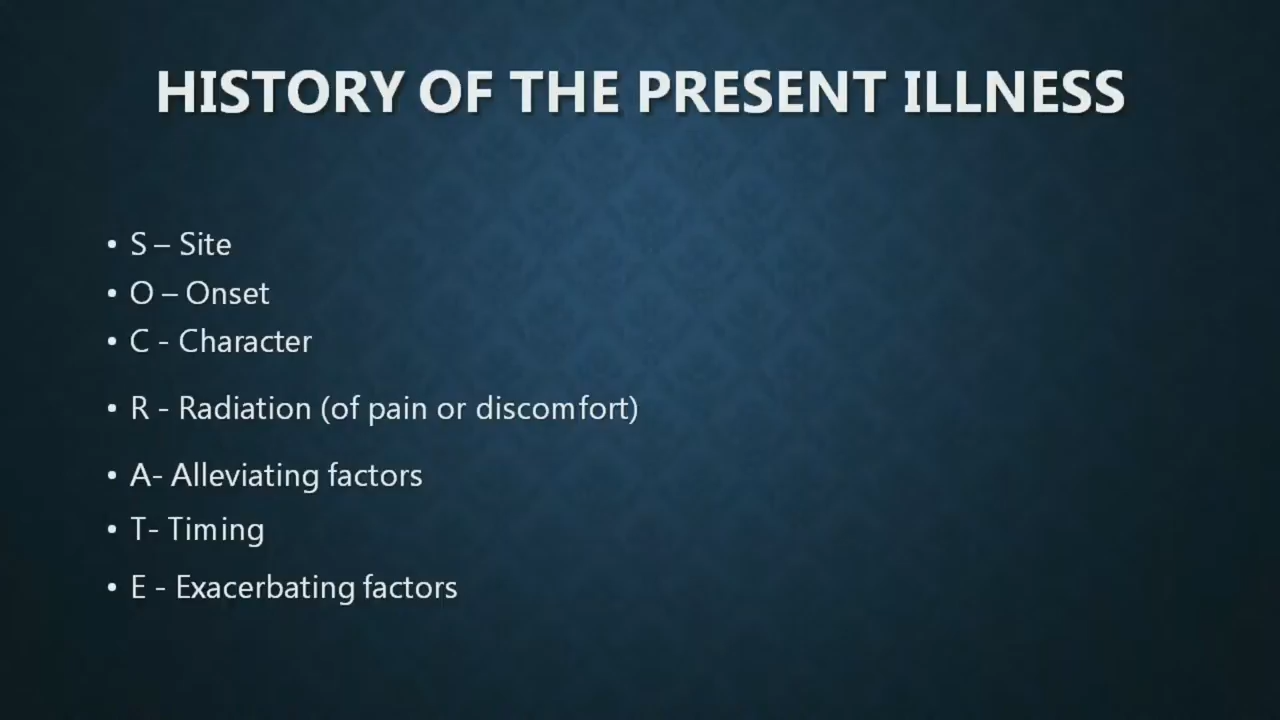 HISTORY OF THE PRESENT ILLNESS
• S – Site
• O – Onset
• C - Character
• R - Radiation (of pain or discomfort)
• A- Alleviating factors
• T- Timing
• E - Exacerbating factors